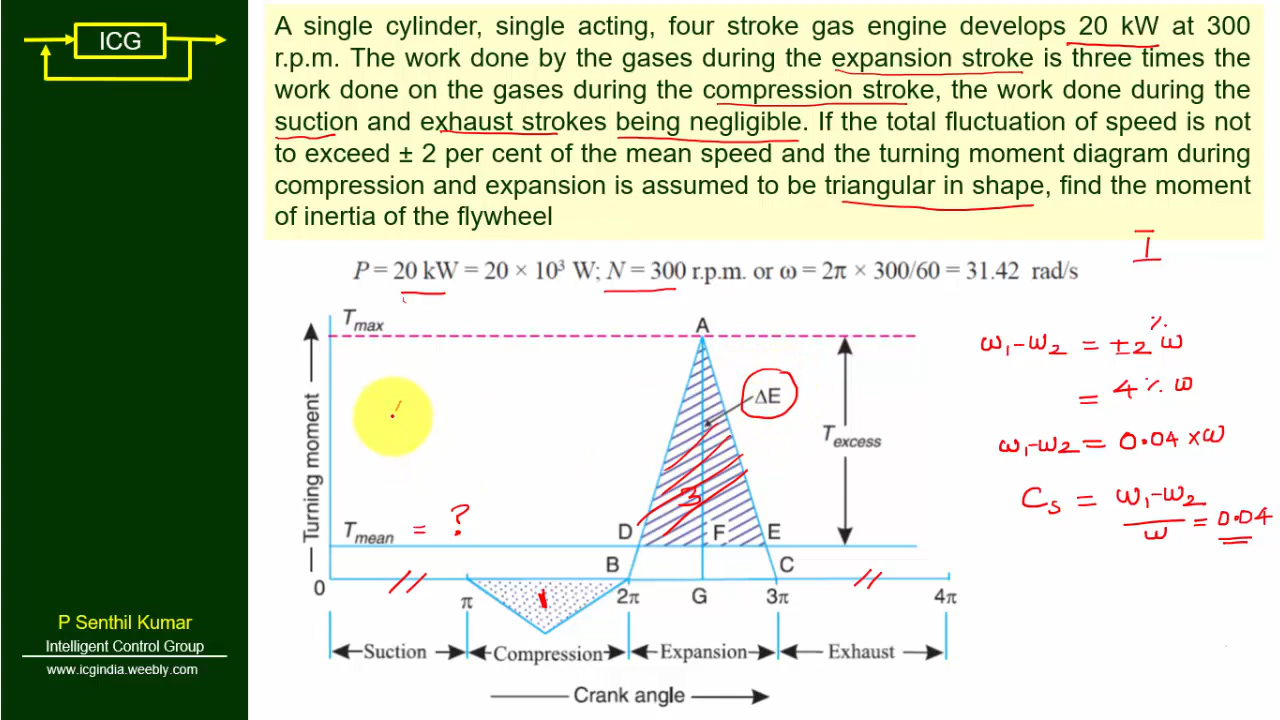 ICG
A single cylinder, single acting, four stroke gas engine develops 20 kW at 300
r.p.m. The work done by the gases during the expansion stroke is three times the
work done on the gases during the compression stroke, the work done during the
suction and exhaust strokes being negligible. If the total fluctuation of speed is not
to exceed ± 2 per cent of the mean speed and the turning moment diagram during
compression and expansion is assumed to be triangular in shape, find the moment
of inertia of the flywheel
I
P = 20 kW = 20 × 10³ W; N = 300 r.p.m. or ω = 2π × 300/60 = 31.42 rad/s
Tmax
A
ΔE
Texcess
Turning moment
3
Tmean = ?
D
F
E
B
C
0
π
1
2π
G
3π
4π
Suction
Compression
Expansion
Exhaust
Crank angle
ω₁-ω₂ = ±2% ω
= 4% ω
ω₁-ω₂ = 0.04 × ω
Cs = ω₁-ω₂
ω
= 0.04
P Senthil Kumar
Intelligent Control Group
www.icgindia.weebly.com